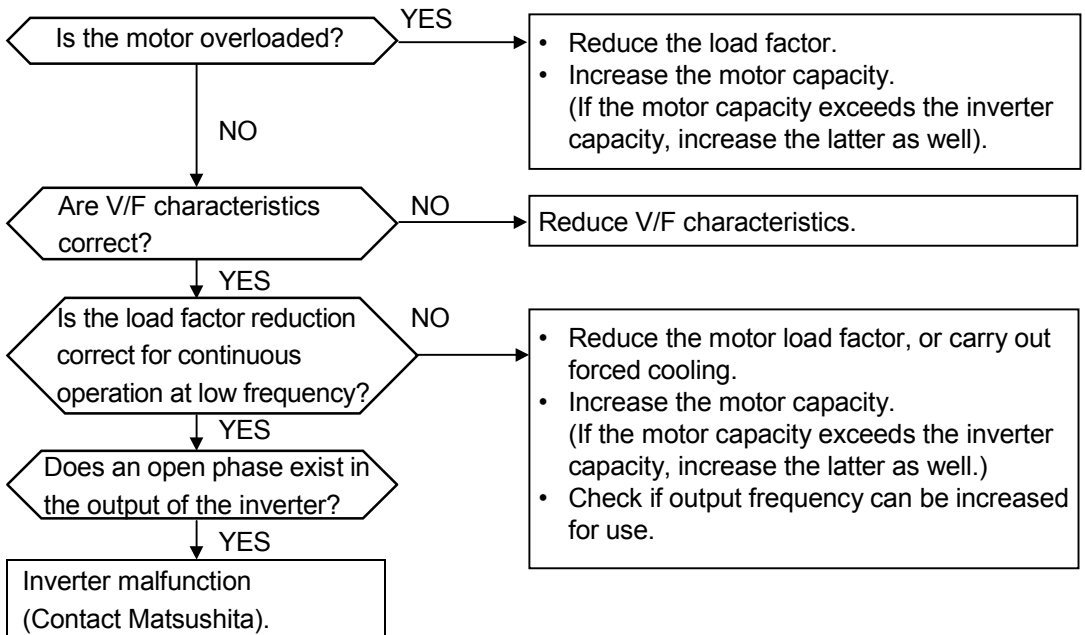 Is the motor overloaded?
YES
• Reduce the load factor.
• Increase the motor capacity.
(If the motor capacity exceeds the inverter
capacity, increase the latter as well).
NO
Are V/F characteristics
correct?
NO
Reduce V/F characteristics.
YES
Is the load factor reduction
correct for continuous
operation at low frequency?
NO
• Reduce the motor load factor, or carry out
forced cooling.
• Increase the motor capacity.
(If the motor capacity exceeds the inverter
capacity, increase the latter as well.)
• Check if output frequency can be increased
for use.
YES
Does an open phase exist in
the output of the inverter?
YES
Inverter malfunction
(Contact Matsushita).